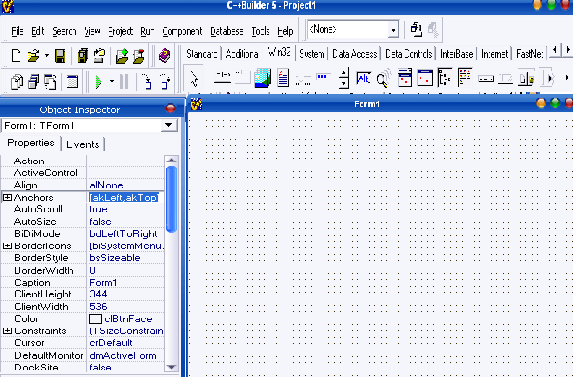 C++Builder 5 - Project1
File Edit Search View Project Run Component Database Tools Help <None>
Standard Additional Win32 System Data Access Data Controls InterBase Internet FastNet
Abc
Object Inspector
Form1
Form1: TForm1
Properties Events
Action
ActiveControl
Align alNone
Anchors [akLeft,akTop]
AutoScroll true
AutoSize false
BiDiMode bdLeftToRight
BorderIcons [biSystemMenu,
BorderStyle bsSizeable
BorderWidth 0
Caption Form1
ClientHeight 344
ClientWidth 536
Color clBtnFace
Constraints (TSizeConstrain
Cursor crDefault
DefaultMonitor dmActiveForm
DockSite false